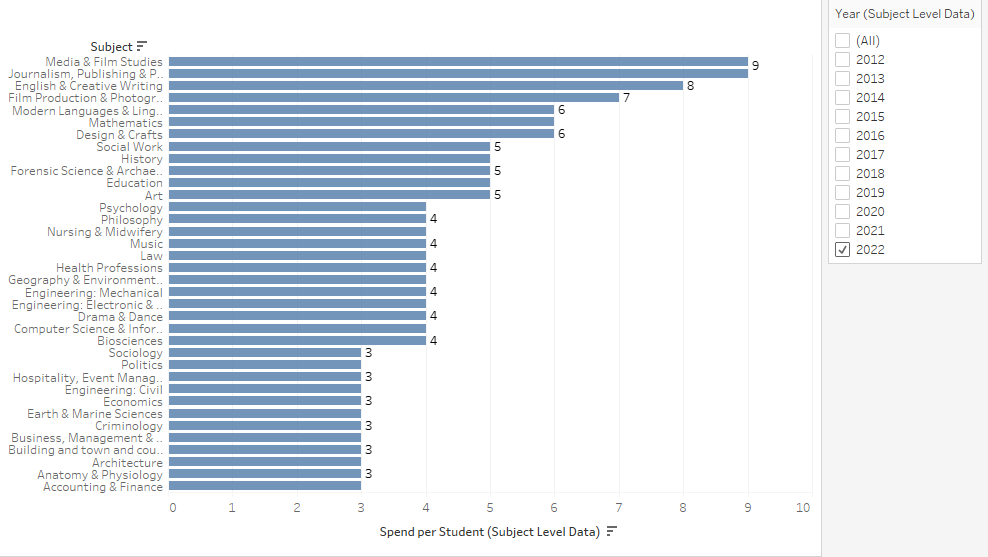 Subject
Media & Film Studies 9
Journalism, Publishing & P..
English & Creative Writing 8
Film Production & Photogr.. 7
Modern Languages & Ling.. 6
Mathematics
Design & Crafts 6
Social Work 5
History
Forensic Science & Archae.. 5
Education
Art 5
Psychology
Philosophy 4
Nursing & Midwifery
Music 4
Law
Health Professions 4
Geography & Environment..
Engineering: Mechanical 4
Engineering: Electronic & ..
Drama & Dance 4
Computer Science & Infor..
Biosciences 4
Sociology 3
Politics
Hospitality, Event Manag.. 3
Engineering: Civil
Economics 3
Earth & Marine Sciences
Criminology 3
Business, Management & ..
Building and town and cou.. 3
Architecture
Anatomy & Physiology 3
Accounting & Finance
0 1 2 3 4 5 6 7 8 9 10
Spend per Student (Subject Level Data)
Year (Subject Level Data)
(All)
2012
2013
2014
2015
2016
2017
2018
2019
2020
2021
2022